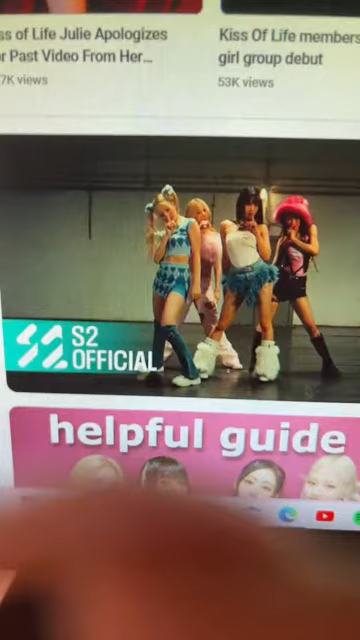 ss of Life Julie Apologizes
r Past Video From Her...
7K views
Kiss Of Life members
girl group debut
53K views
S2
OFFICIAL
helpful guide